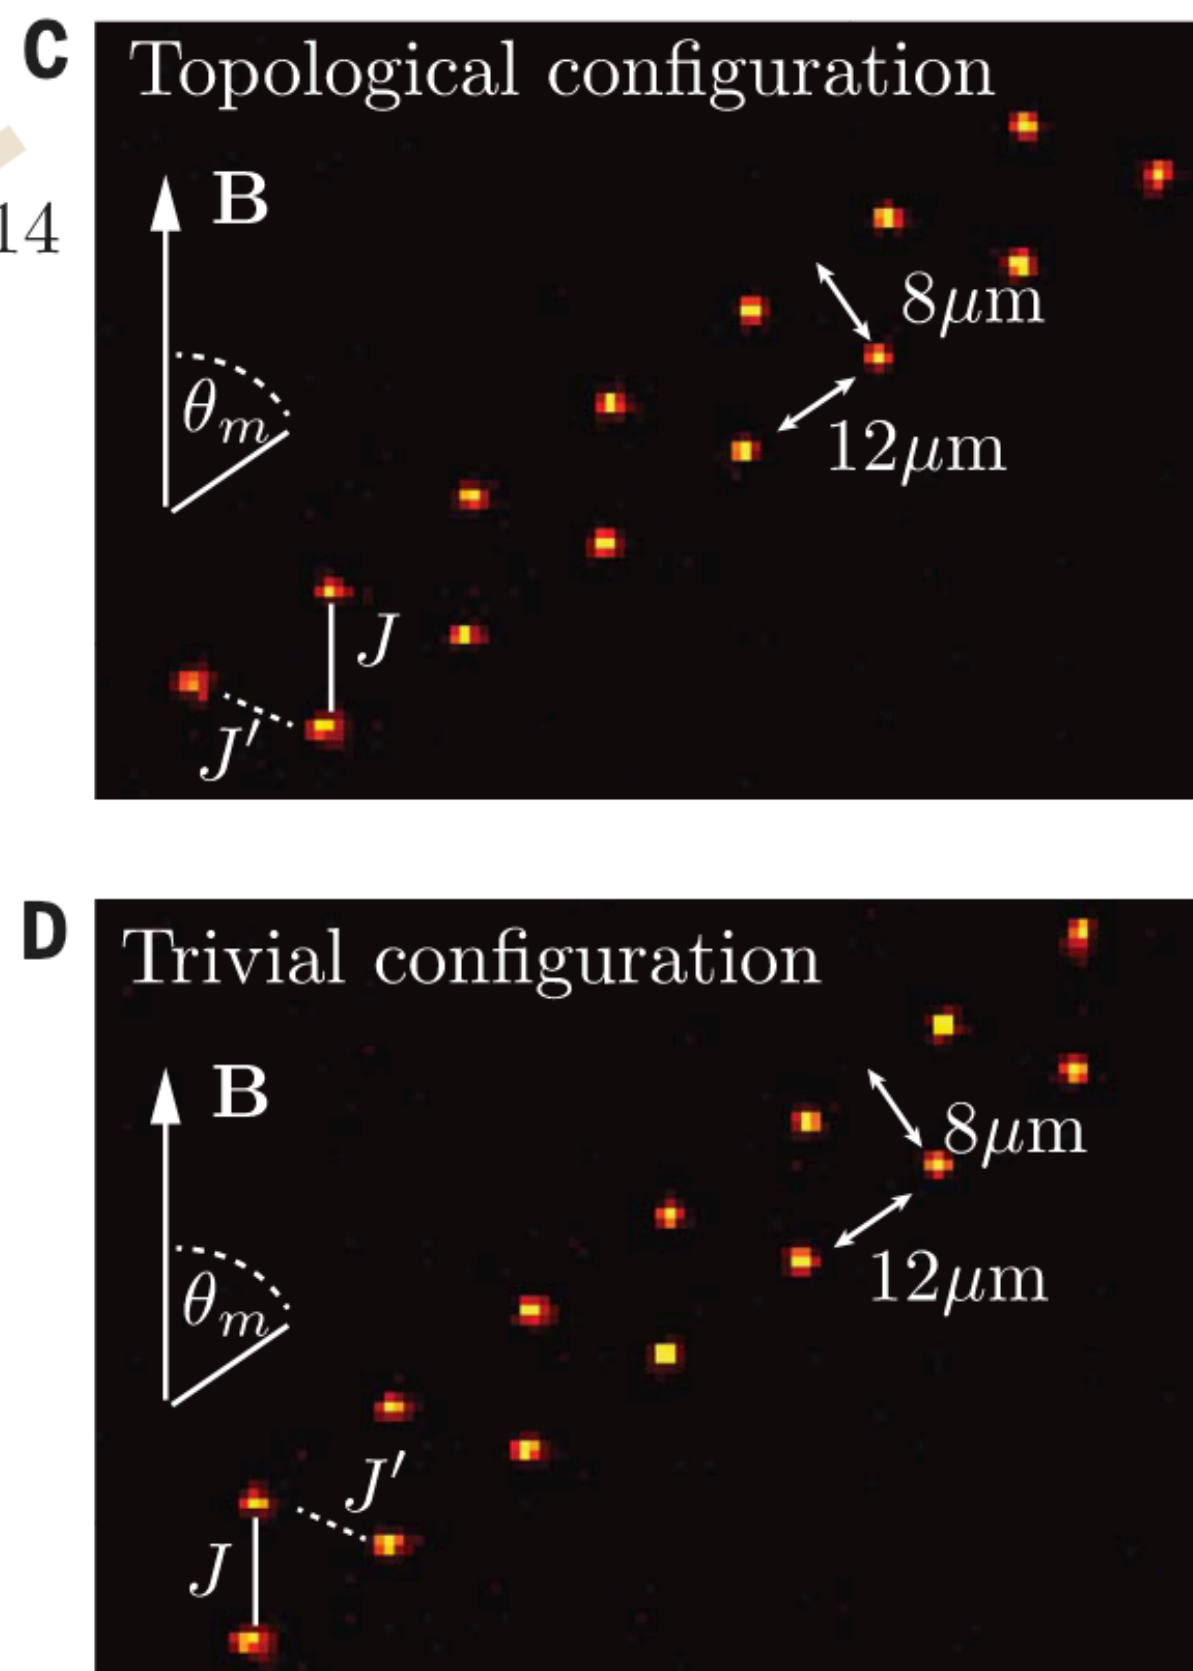 C
Topological configuration
B
14
8μm
θm
12μm
J
J′
D
Trivial configuration
B
8μm
θm
12μm
J′
J